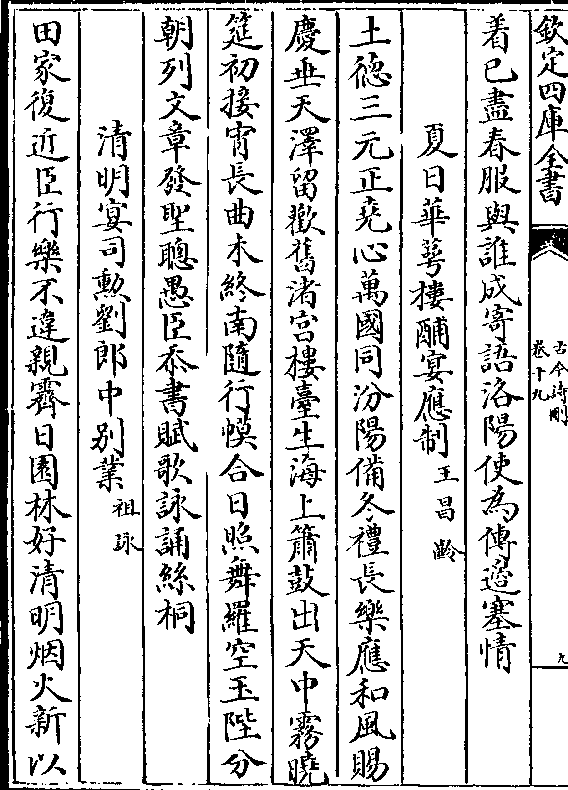 欽定四庫全書
古今詩刪
卷十九
九
着已盡春服與誰成寄語洛陽使為傳邊塞情
夏日華萼樓酺宴應制王昌齡
土德三元正堯心萬國同汾陽備冬禮長樂應和風賜
慶垂天澤留歡舊渚宮樓臺生海上簫鼓出天中霧曉
筵初接宵長曲未終南隨行幙合日照舞羅空玉陛分
朝列文章發聖聰愚臣忝書賦歌詠誦絲桐
清明宴司勲劉郎中别業祖詠
田家復近臣行樂不違親霽日園林好清明烟火新以